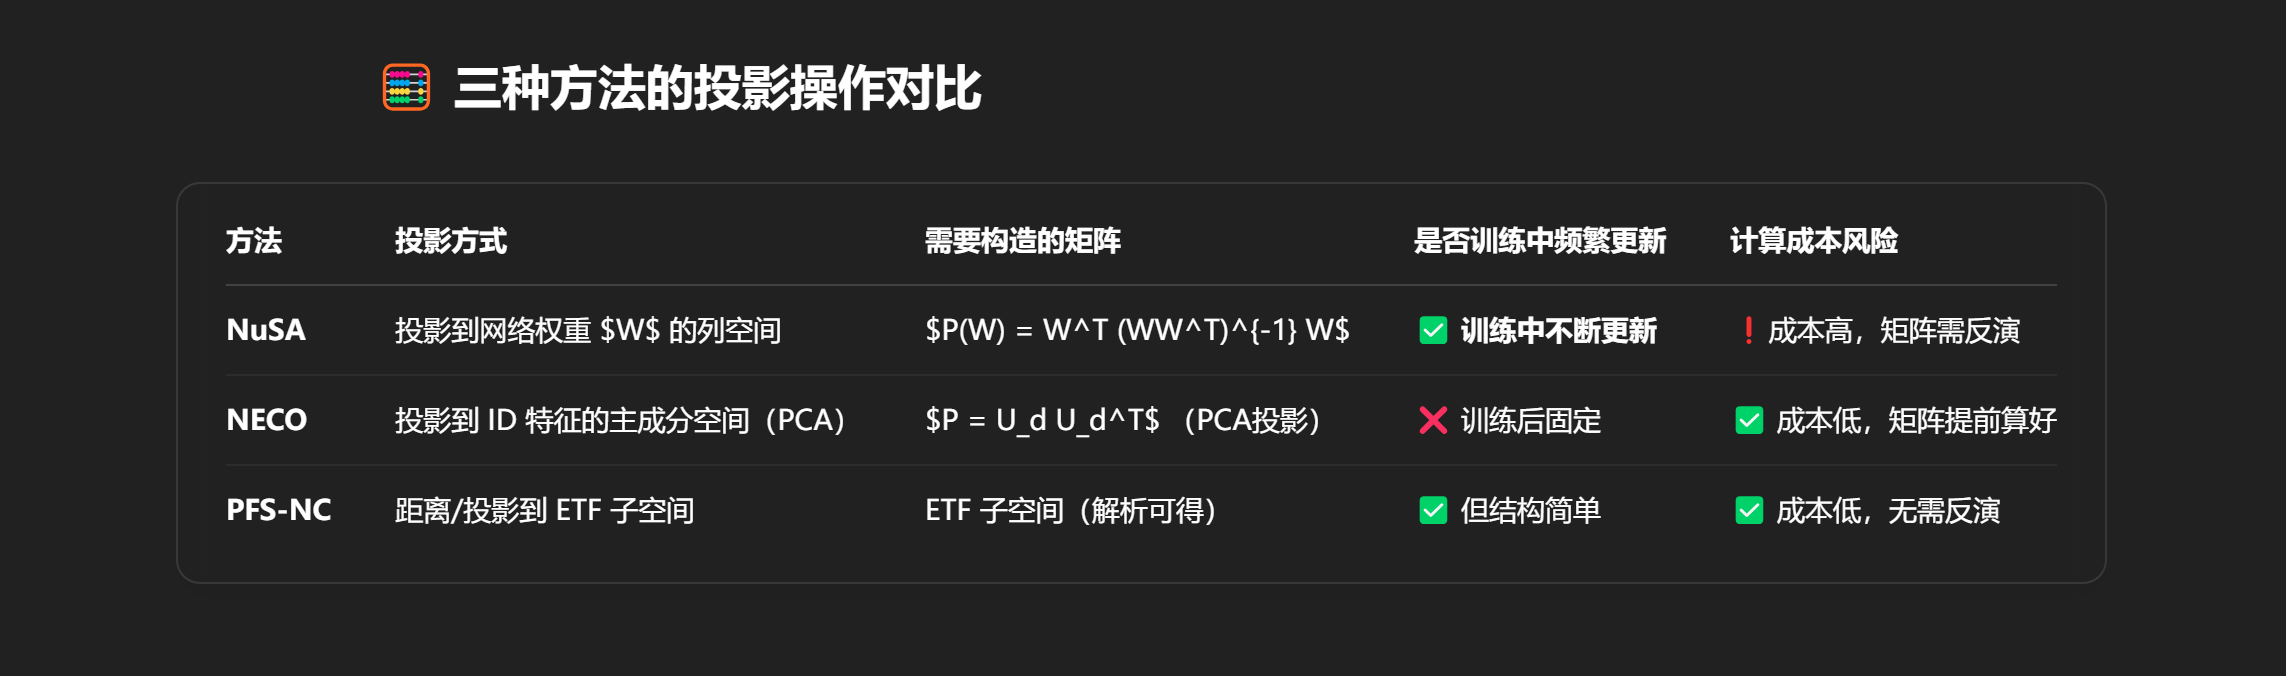 🧮 三种方法的投影操作对比
方法 投影方式 需要构造的矩阵 是否训练中频繁更新 计算成本风险
NuSA 投影到网络权重 $W$ 的列空间 $P(W) = W^T (WW^T)^{-1} W$ ✅ 训练中不断更新 ❗ 成本高，矩阵需反演
NECO 投影到 ID 特征的主成分空间（PCA） $P = U_d U_d^T$ （PCA投影） ❌ 训练后固定 ✅ 成本低，矩阵提前算好
PFS-NC 距离/投影到 ETF 子空间 ETF 子空间（解析可得） ✅ 但结构简单 ✅ 成本低，无需反演